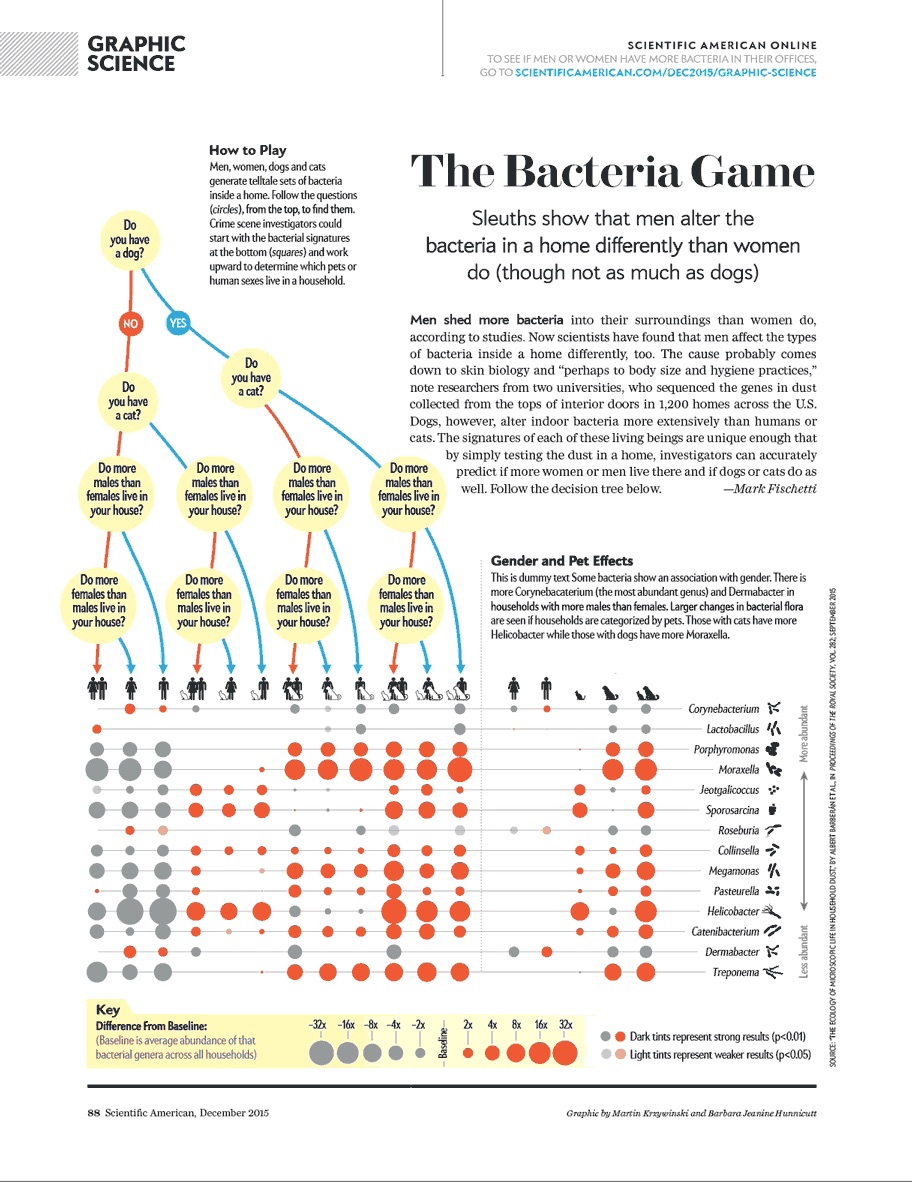 GRAPHIC
SCIENCE
SCIENTIFIC AMERICAN ONLINE
TO SEE IF MEN OR WOMEN HAVE MORE BACTERIA IN THEIR OFFICES,
GO TO SCIENTIFICAMERICAN.COM/DEC2015/GRAPHIC-SCIENCE
How to Play
Men, women, dogs and cats
generate telltale sets of bacteria
inside a home. Follow the questions
(circles), from the top, to find them.
Crime scene investigators could
start with the bacterial signatures
at the bottom (squares) and work
upward to determine which pets or
human sexes live in a household.
The Bacteria Game
Sleuths show that men alter the
bacteria in a home differently than women
do (though not as much as dogs)
Men shed more bacteria into their surroundings than women do,
according to studies. Now scientists have found that men affect the types
of bacteria inside a home differently, too. The cause probably comes
down to skin biology and “perhaps to body size and hygiene practices,”
note researchers from two universities, who sequenced the genes in dust
collected from the tops of interior doors in 1,200 homes across the U.S.
Dogs, however, alter indoor bacteria more extensively than humans or
cats. The signatures of each of these living beings are unique enough that
by simply testing the dust in a home, investigators can accurately
predict if more women or men live there and if dogs or cats do as
well. Follow the decision tree below. —Mark Fischetti
Do
you have
a dog?
NO
YES
Do
you have
a cat?
Do
you have
a cat?
Do more
males than
females live in
your house?
Do more
males than
females live in
your house?
Do more
males than
females live in
your house?
Do more
males than
females live in
your house?
Do more
females than
males live in
your house?
Do more
females than
males live in
your house?
Do more
females than
males live in
your house?
Do more
females than
males live in
your house?
Gender and Pet Effects
This is dummy text Some bacteria show an association with gender. There is
more Corynebacaterium (the most abundant genus) and Dermabacter in
households with more males than females. Larger changes in bacterial flora
are seen if households are categorized by pets. Those with cats have more
Helicobacter while those with dogs have more Moraxella.
Corynebacterium
Lactobacillus
Porphyromonas
Moraxella
Jeotgalicoccus
Sporosarcina
Roseburia
Collinsella
Megamonas
Pasteurella
Helicobacter
Catenibacterium
Dermabacter
Treponema
More abundant
Less abundant
SOURCE: “THE ECOLOGY OF MICROSCOPIC LIFE IN HOUSEHOLD DUST,” BY ALBERT BARBERÁN ET AL., IN PROCEEDINGS OF THE ROYAL SOCIETY, VOL. 282; SEPTEMBER 2015
Key
Difference From Baseline:
(Baseline is average abundance of that
bacterial genera across all households)
–32x –16x –8x –4x –2x Baseline 2x 4x 8x 16x 32x
Dark tints represent strong results (p<0.01)
Light tints represent weaker results (p<0.05)
88 Scientific American, December 2015
Graphic by Martin Krzywinski and Barbara Jeanine Hunnicutt